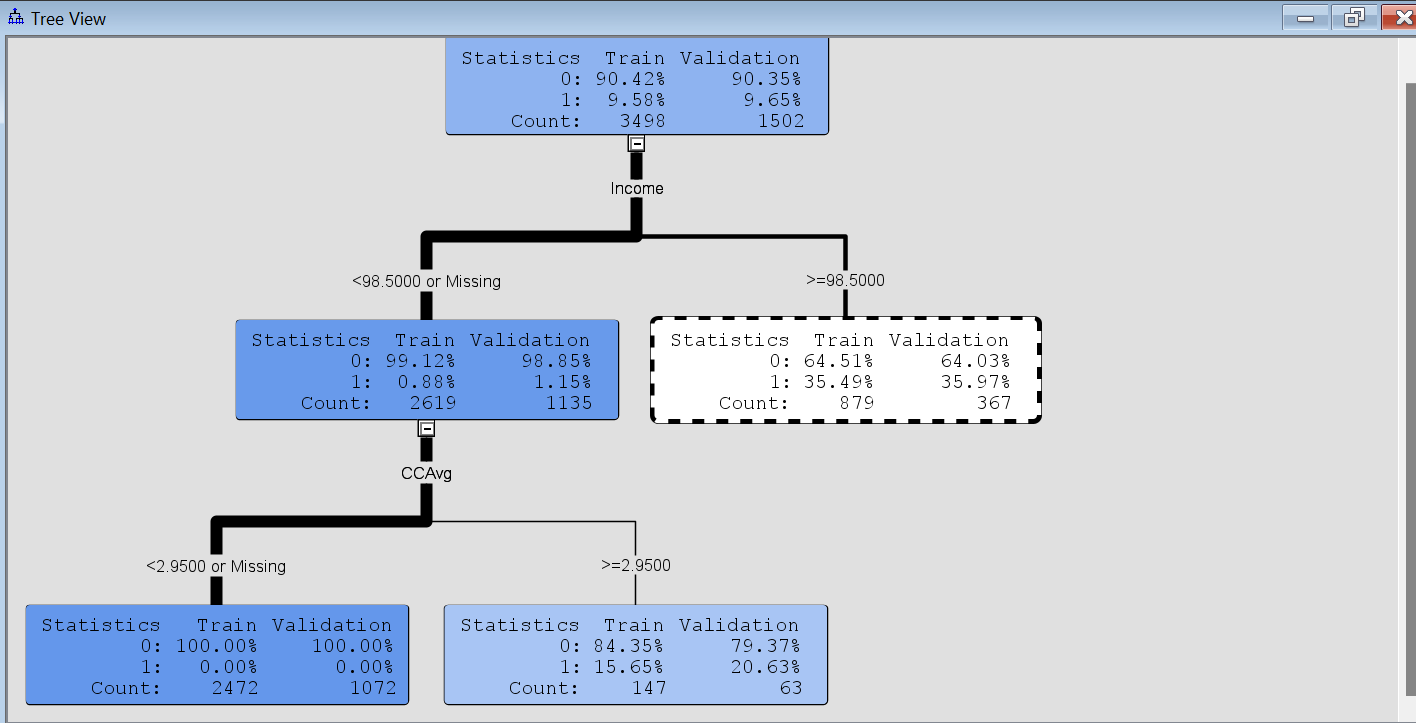 Tree View
Statistics Train Validation
0: 90.42% 90.35%
1: 9.58% 9.65%
Count: 3498 1502
Income
<98.5000 or Missing
>=98.5000
Statistics Train Validation
0: 99.12% 98.85%
1: 0.88% 1.15%
Count: 2619 1135
Statistics Train Validation
0: 64.51% 64.03%
1: 35.49% 35.97%
Count: 879 367
CCAvg
<2.9500 or Missing
>=2.9500
Statistics Train Validation
0: 100.00% 100.00%
1: 0.00% 0.00%
Count: 2472 1072
Statistics Train Validation
0: 84.35% 79.37%
1: 15.65% 20.63%
Count: 147 63